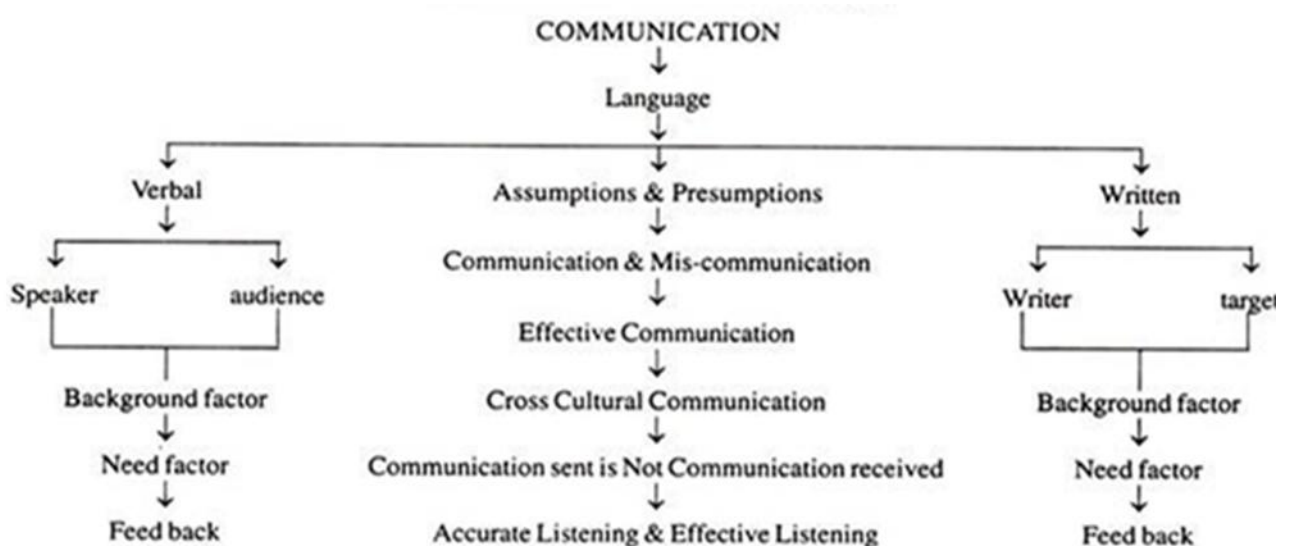 COMMUNICATION
Language
Verbal
Assumptions & Presumptions
Written
Communication & Mis-communication
Speaker
audience
Writer
target
Effective Communication
Background factor
Cross Cultural Communication
Background factor
Need factor
Communication sent is Not Communication received
Need factor
Feed back
Accurate Listening & Effective Listening
Feed back